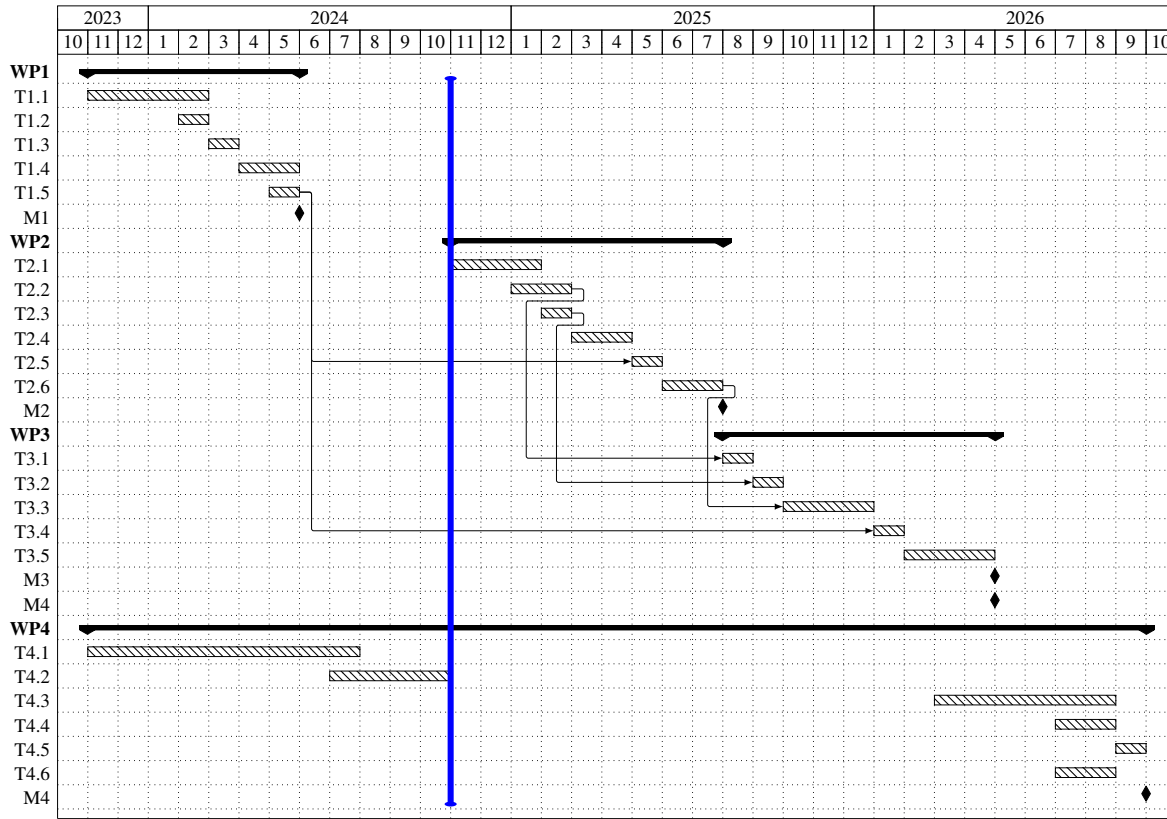 2023 2024 2025 2026
10 11 12 1 2 3 4 5 6 7 8 9 10 11 12 1 2 3 4 5 6 7 8 9 10 11 12 1 2 3 4 5 6 7 8 9 10
WP1
T1.1
T1.2
T1.3
T1.4
T1.5
M1
WP2
T2.1
T2.2
T2.3
T2.4
T2.5
T2.6
M2
WP3
T3.1
T3.2
T3.3
T3.4
T3.5
M3
M4
WP4
T4.1
T4.2
T4.3
T4.4
T4.5
T4.6
M4